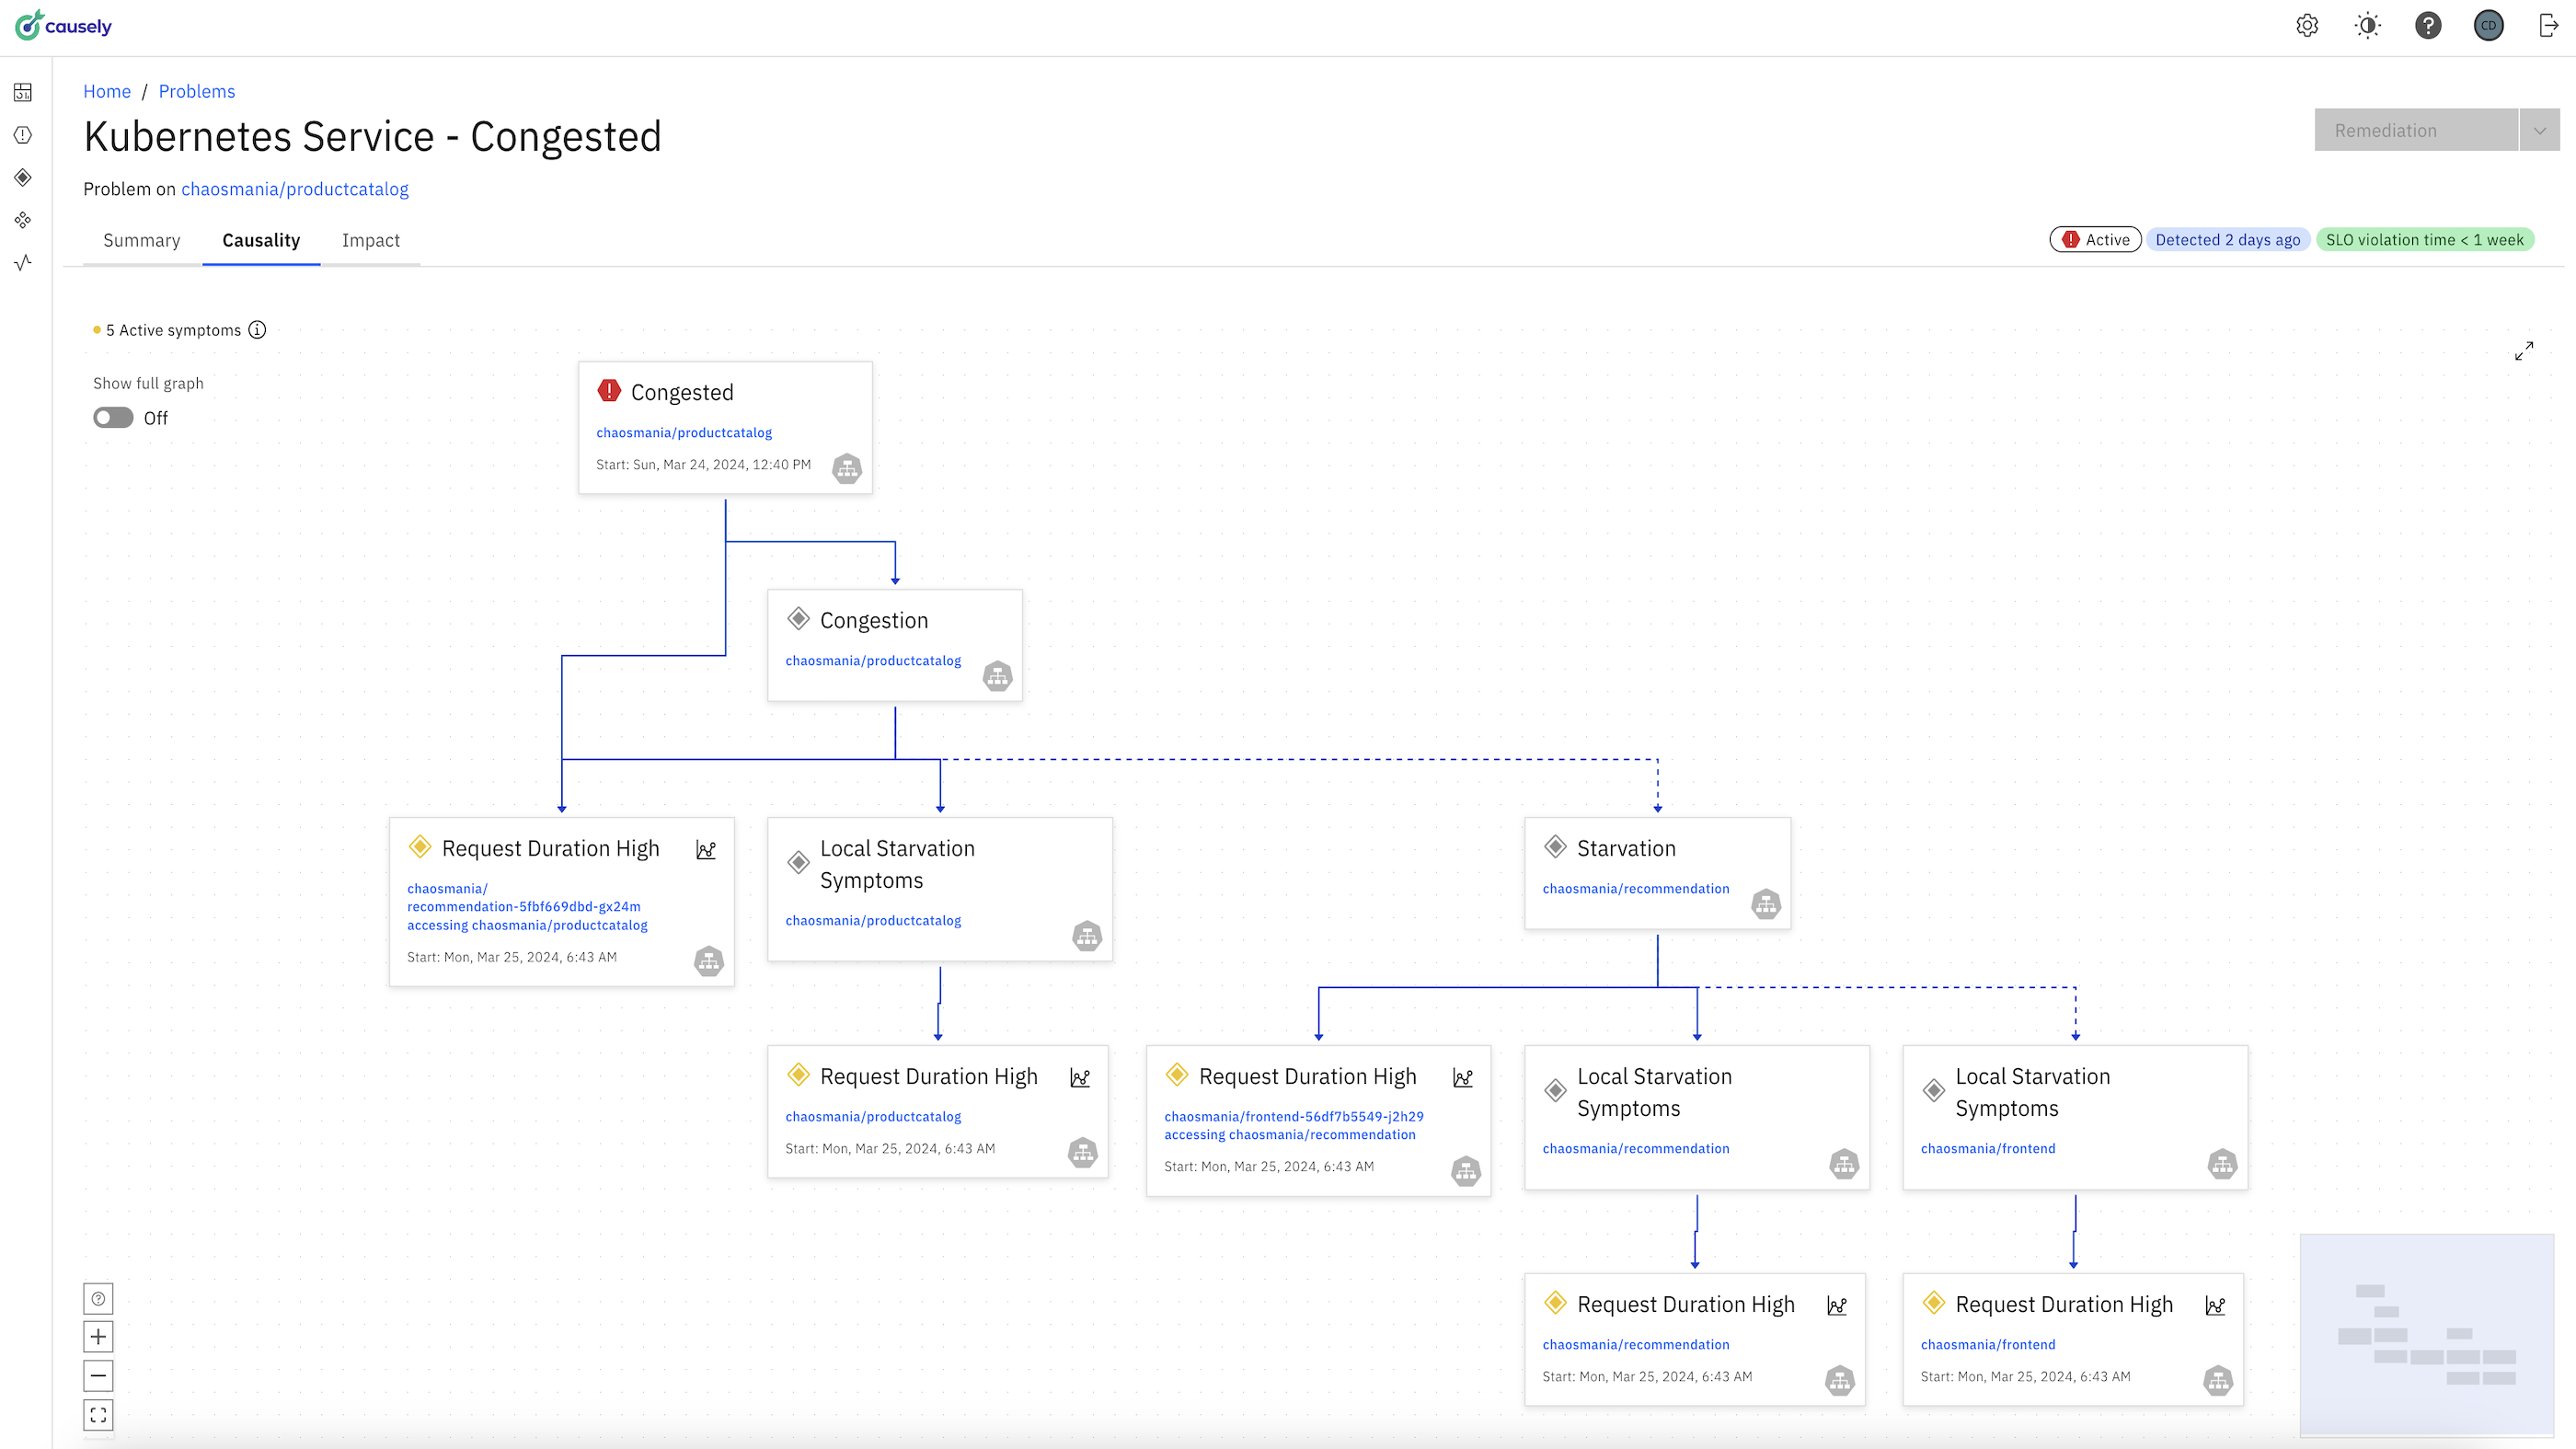 causely
CD
Home / Problems
Kubernetes Service - Congested
Remediation
Problem on chaosmania/productcatalog
Summary
Causality
Impact
Active
Detected 2 days ago
SLO violation time < 1 week
5 Active symptoms
Show full graph
Off
Congested
chaosmania/productcatalog
Start: Sun, Mar 24, 2024, 12:40 PM
Congestion
chaosmania/productcatalog
Request Duration High
chaosmania/
recommendation-5fbf669dbd-gx24m
accessing chaosmania/productcatalog
Start: Mon, Mar 25, 2024, 6:43 AM
Local Starvation
Symptoms
chaosmania/productcatalog
Starvation
chaosmania/recommendation
Request Duration High
chaosmania/productcatalog
Start: Mon, Mar 25, 2024, 6:43 AM
Request Duration High
chaosmania/frontend-56df7b5549-j2h29
accessing chaosmania/recommendation
Start: Mon, Mar 25, 2024, 6:43 AM
Local Starvation
Symptoms
chaosmania/recommendation
Local Starvation
Symptoms
chaosmania/frontend
Request Duration High
chaosmania/recommendation
Start: Mon, Mar 25, 2024, 6:43 AM
Request Duration High
chaosmania/frontend
Start: Mon, Mar 25, 2024, 6:43 AM